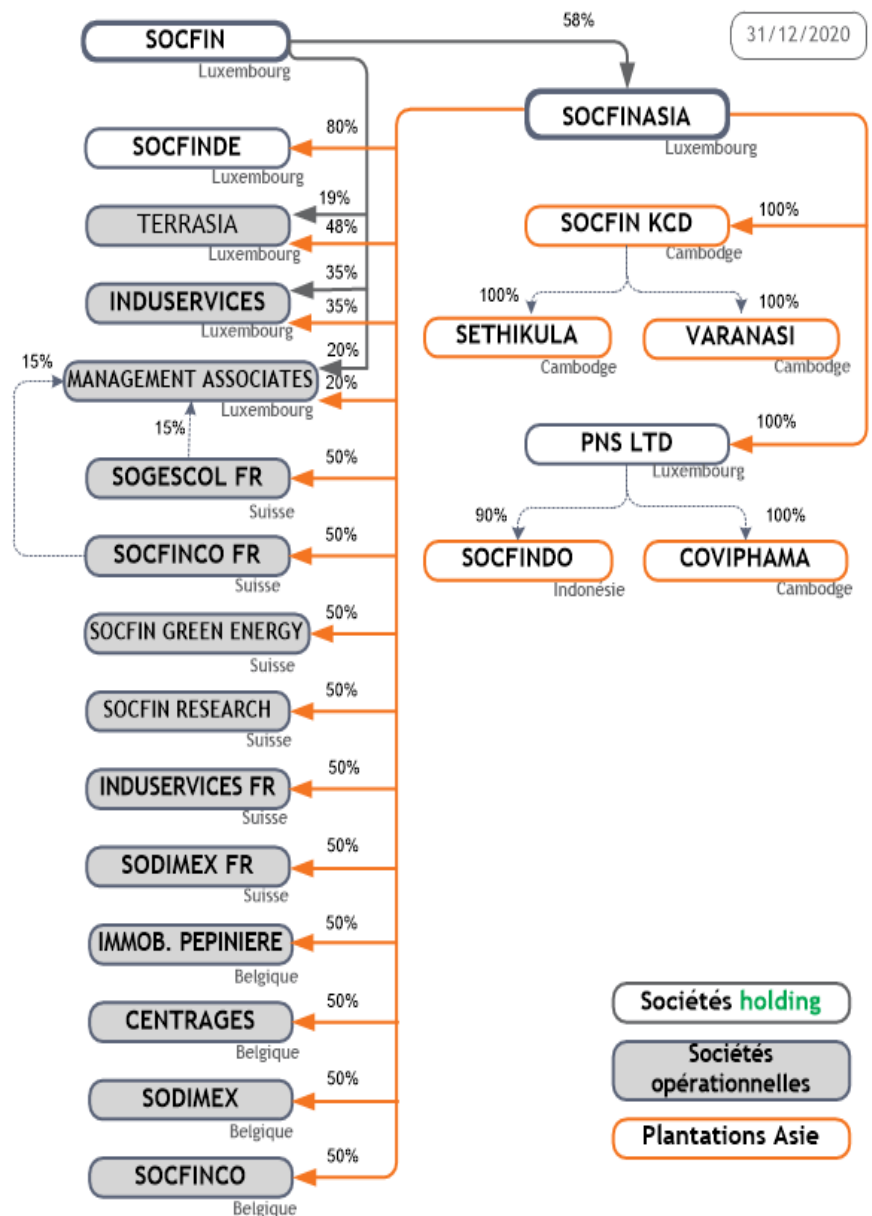 SOCFIN
Luxembourg
58%
31/12/2020
SOCFINASIA
Luxembourg
80%
SOCFINDE
Luxembourg
19%
48%
TERRASIA
Luxembourg
35%
35%
INDUSERVICES
Luxembourg
20%
20%
15%
MANAGEMENT ASSOCIATES
Luxembourg
15%
50%
SOGESCOL FR
Suisse
50%
SOCFINCO FR
Suisse
50%
SOCFIN GREEN ENERGY
Suisse
50%
SOCFIN RESEARCH
Suisse
50%
INDUSERVICES FR
Suisse
50%
SODIMEX FR
Suisse
50%
IMMOB. PEPINIERE
Belgique
50%
CENTRAGES
Belgique
50%
SODIMEX
Belgique
50%
SOCFINCO
Belgique
100%
SOCFIN KCD
Cambodge
100%
SETHIKULA
Cambodge
100%
VARANASI
Cambodge
100%
PNS LTD
Luxembourg
90%
SOCFINDO
Indonésie
100%
COVIPHAMA
Cambodge
Sociétés holding
Sociétés
opérationnelles
Plantations Asie